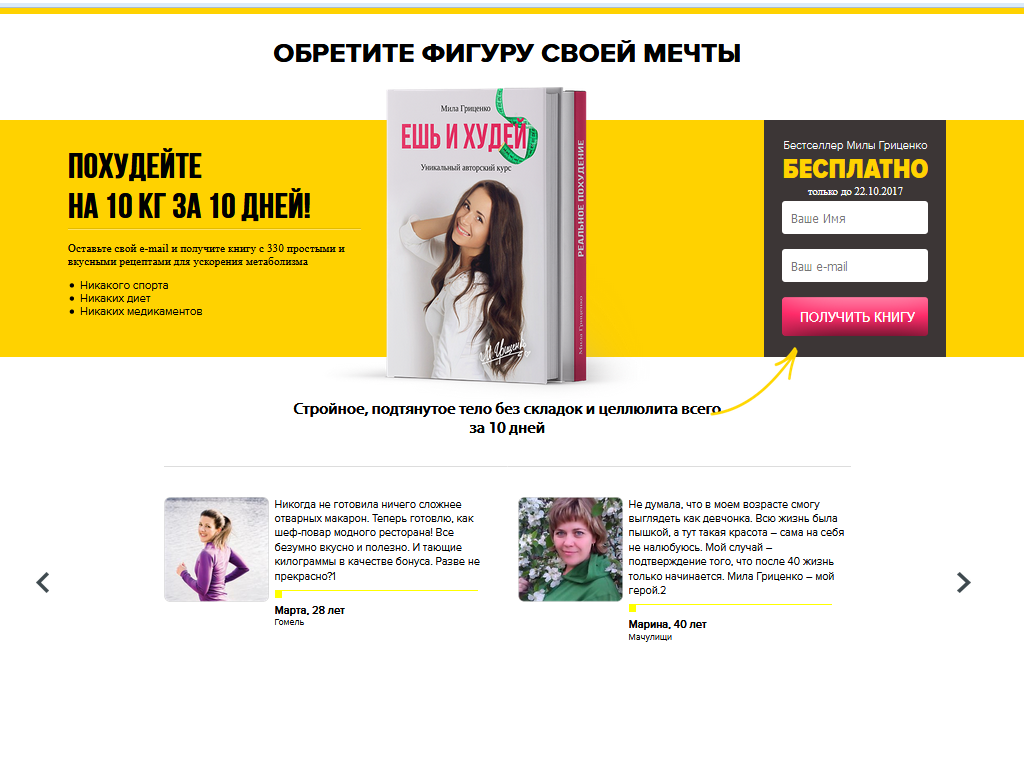 ОБРЕТИТЕ ФИГУРУ СВОЕЙ МЕЧТЫ
ПОХУДЕЙТЕ
НА 10 КГ ЗА 10 ДНЕЙ!
Оставьте свой e-mail и получите книгу с 330 простыми и
вкусными рецептами для ускорения метаболизма
Никакого спорта
Никаких диет
Никаких медикаментов
Мила Гриценко
ЕШЬ И ХУДЕЙ
Уникальный авторский курс
РЕАЛЬНОЕ ПОХУДЕНИЕ
Мила Гриценко
Бестселлер Милы Гриценко
БЕСПЛАТНО
только до 22.10.2017
Ваше Имя
Ваш e-mail
ПОЛУЧИТЬ КНИГУ
Стройное, подтянутое тело без складок и целлюлита всего
за 10 дней
Никогда не готовила ничего сложнее
отварных макарон. Теперь готовлю, как
шеф-повар модного ресторана! Все
безумно вкусно и полезно. И тающие
килограммы в качестве бонуса. Разве не
прекрасно?1
Марта, 28 лет
Гомель
Не думала, что в моем возрасте смогу
выглядеть как девчонка. Всю жизнь была
пышкой, а тут такая красота – сама на себя
не налюбуюсь. Мой случай –
подтверждение того, что после 40 жизнь
только начинается. Мила Гриценко – мой
герой.2
Марина, 40 лет
Мачулищи